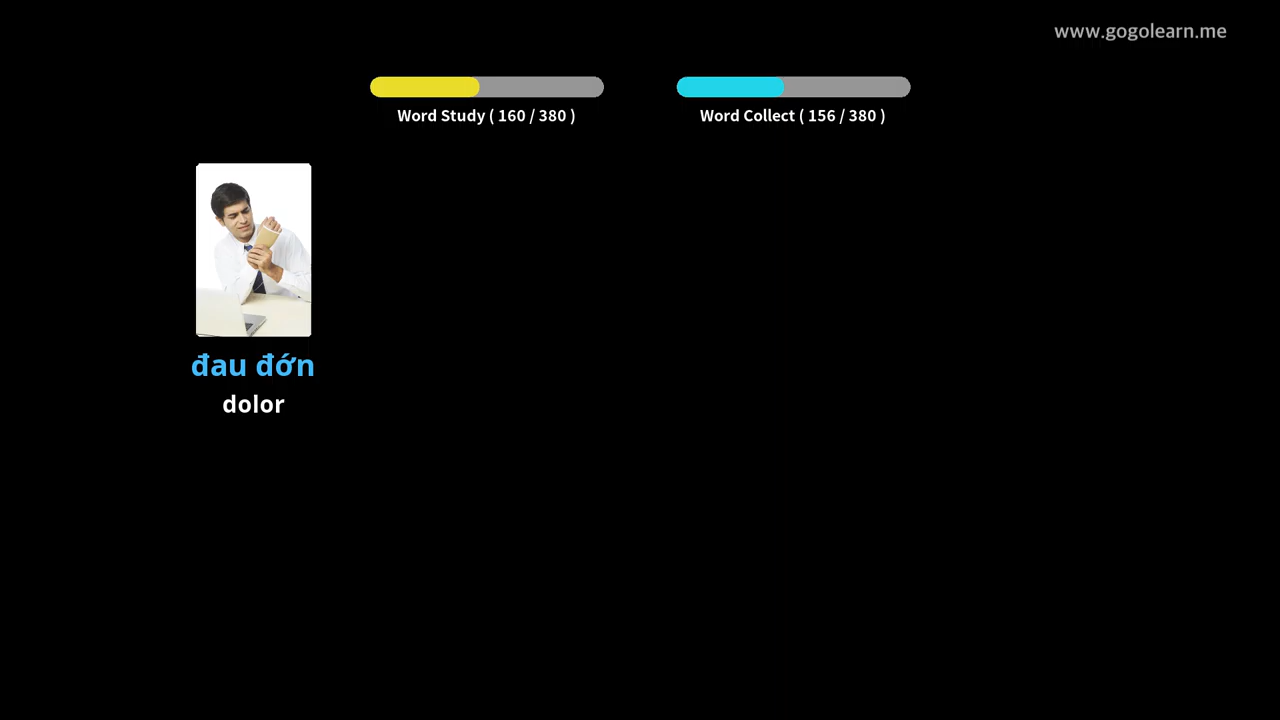 www.gogolearn.me
Word Study ( 160 / 380 )
Word Collect ( 156 / 380 )
đau đớn
dolor